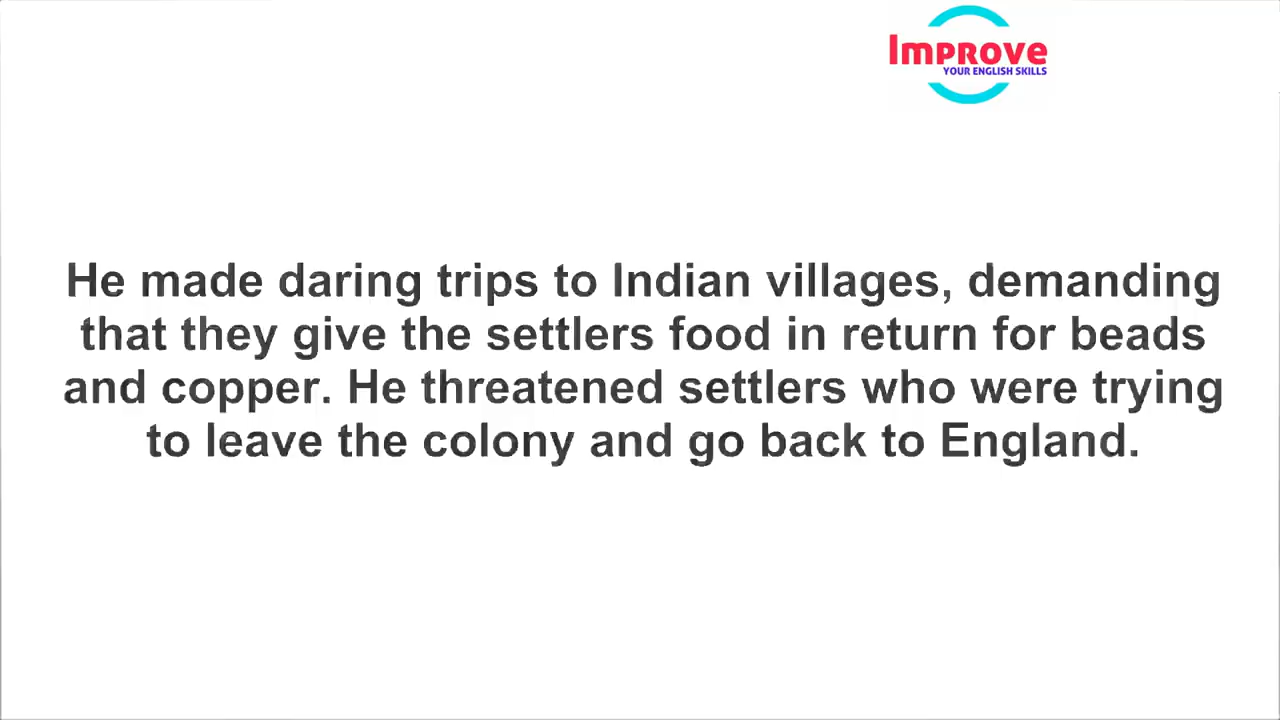 Improve
YOUR ENGLISH SKILLS
He made daring trips to Indian villages, demanding
that they give the settlers food in return for beads
and copper. He threatened settlers who were trying
to leave the colony and go back to England.